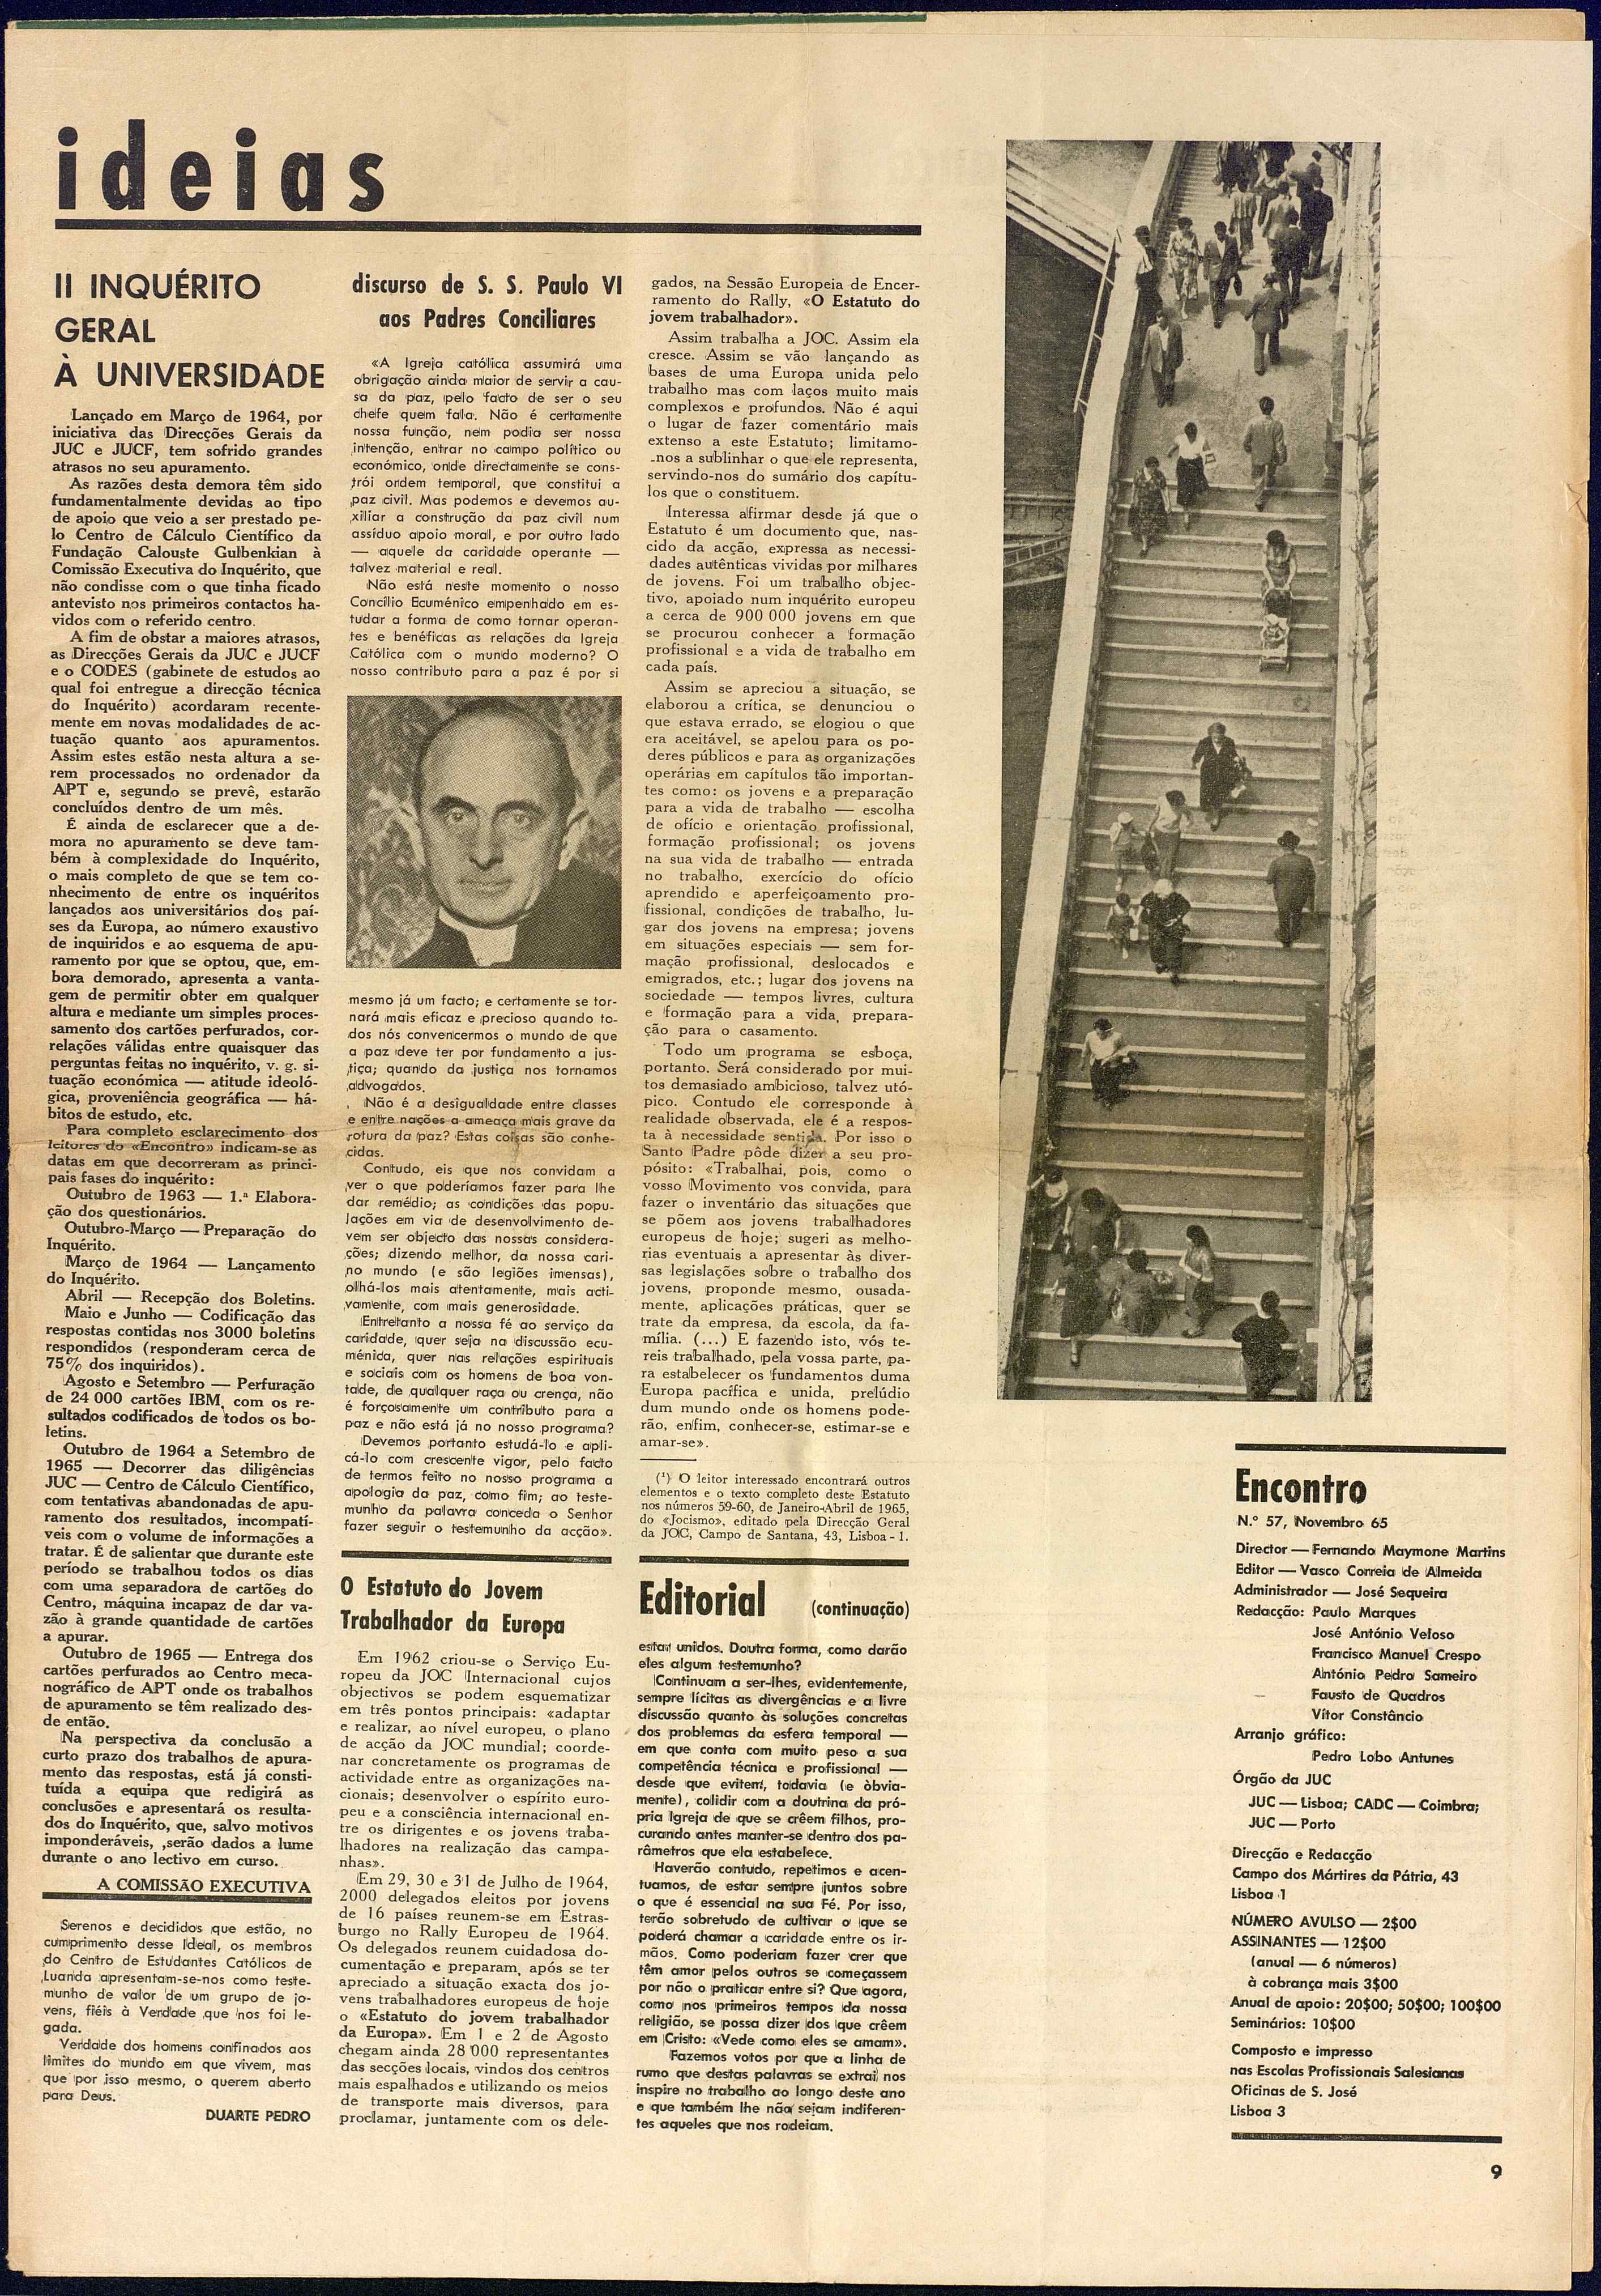 ideias
II INQUÉRITO
GERAL
À UNIVERSIDADE
Lançado em Março de 1964, por
iniciativa das Direcções Gerais da
JUC e JUCF, tem sofrido grandes
atrasos no seu apuramento.
As razões desta demora têm sido
fundamentalmente devidas ao tipo
de apoio que veio a ser prestado pe-
lo Centro de Cálculo Científico da
Fundação Calouste Gulbenkian à
Comissão Executiva do Inquérito, que
não condisse com o que tinha ficado
antevisto nos primeiros contactos ha-
vidos com o referido centro.
A fim de obstar a maiores atrasos,
as Direcções Gerais da JUC e JUCF
e o CODES (gabinete de estudos ao
qual foi entregue a direcção técnica
do Inquérito) acordaram recente-
mente em novas modalidades de ac-
tuação quanto aos apuramentos.
Assim estes estão nesta altura a se-
rem processados no ordenador da
APT e, segundo se prevê, estarão
concluídos dentro de um mês.
É ainda de esclarecer que a de-
mora no apuramento se deve tam-
bém à complexidade do Inquérito,
o mais completo de que se tem co-
nhecimento de entre os inquéritos
lançados aos universitários dos paí-
ses da Europa, ao número exaustivo
de inquiridos e ao esquema de apu-
ramento por que se optou, que, em-
bora demorado, apresenta a vanta-
gem de permitir obter em qualquer
altura e mediante um simples proces-
samento dos cartões perfurados, cor-
relações válidas entre quaisquer das
perguntas feitas no inquérito, v. g. si-
tuação económica — atitude ideoló-
gica, proveniência geográfica — há-
bitos de estudo, etc.
Para completo esclarecimento dos
leitores do «Encontro» indicam-se as
datas em que decorreram as princi-
pais fases do inquérito:
Outubro de 1963 — 1.ª Elabora-
ção dos questionários.
Outubro-Março — Preparação do
Inquérito.
Março de 1964 — Lançamento
do Inquérito.
Abril — Recepção dos Boletins.
Maio e Junho — Codificação das
respostas contidas nos 3000 boletins
respondidos (responderam cerca de
75% dos inquiridos).
Agosto e Setembro — Perfuração
de 24 000 cartões IBM, com os re-
sultados codificados de todos os bo-
letins.
Outubro de 1964 a Setembro de
1965 — Decorrer das diligências
JUC — Centro de Cálculo Científico,
com tentativas abandonadas de apu-
ramento dos resultados, incompatí-
veis com o volume de informações a
tratar. É de salientar que durante este
período se trabalhou todos os dias
com uma separadora de cartões do
Centro, máquina incapaz de dar va-
zão à grande quantidade de cartões
a apurar.
Outubro de 1965 — Entrega dos
cartões perfurados ao Centro meca-
nográfico de APT onde os trabalhos
de apuramento se têm realizado des-
de então.
Na perspectiva da conclusão a
curto prazo dos trabalhos de apura-
mento das respostas, está já consti-
tuída a equipa que redigirá as
conclusões e apresentará os resulta-
dos do Inquérito, que, salvo motivos
imponderáveis, serão dados a lume
durante o ano lectivo em curso.
A COMISSÃO EXECUTIVA
Serenos e decididos que estão, no
cumprimento desse Ideal, os membros
do Centro de Estudantes Católicos de
Luanda apresentam-se-nos como teste-
munho de valor de um grupo de jo-
vens, fiéis à Verdade que nos foi le-
gada.
Verdade dos homens confinados aos
limites do mundo em que vivem, mas
que por isso mesmo, o querem aberto
para Deus.
DUARTE PEDRO
discurso de S. S. Paulo VI
aos Padres Conciliares
«A Igreja católica assumirá uma
obrigação ainda maior de servir a cau-
sa da paz, pelo facto de ser o seu
chefe quem fala. Não é certamente
nossa função, nem podia ser nossa
intenção, entrar no campo político ou
económico, onde directamente se cons-
trói ordem temporal, que constitui a
paz civil. Mas podemos e devemos au-
xiliar a construção da paz civil num
assíduo apoio moral, e por outro lado
— aquele da caridade operante —
talvez material e real.
Não está neste momento o nosso
Concílio Ecuménico empenhado em es-
tudar a forma de como tornar operan-
tes e benéficas as relações da Igreja
Católica com o mundo moderno? O
nosso contributo para a paz é por si
mesmo já um facto; e certamente se tor-
nará mais eficaz e precioso quando to-
dos nós convencermos o mundo de que
a paz deve ter por fundamento a jus-
tiça; quando da justiça nos tornamos
advogados.
Não é a desigualdade entre classes
e entre nações a ameaça mais grave da
rotura da paz? Estas coisas são conhe-
cidas.
Contudo, eis que nos convidam a
ver o que poderíamos fazer para lhe
dar remédio; as condições das popu-
lações em via de desenvolvimento de-
vem ser objecto das nossas considera-
ções; dizendo melhor, da nossa cari-
no mundo (e são legiões imensas),
olhá-los mais atentamente, mais acti-
vamente, com mais generosidade.
Entretanto a nossa fé ao serviço da
caridade, quer seja na discussão ecu-
ménida, quer nas relações espirituais
e sociais com os homens de boa von-
tade, de qualquer raça ou crença, não
é forçosamente um contributo para a
paz e não está já no nosso programa?
Devemos portanto estudá-lo e apli-
cá-lo com crescente vigor, pelo facto
de termos feito no nosso programa a
apologia da paz, como fim; ao teste-
munho da palavra conceda o Senhor
fazer seguir o testemunho da acção».
O Estatuto do Jovem
Trabalhador da Europa
Em 1962 criou-se o Serviço Eu-
ropeu da JOC Internacional cujos
objectivos se podem esquematizar
em três pontos principais: «adaptar
e realizar, ao nível europeu, o plano
de acção da JOC mundial; coorde-
nar concretamente os programas de
actividade entre as organizações na-
cionais; desenvolver o espírito euro-
peu e a consciência internacional en-
tre os dirigentes e os jovens traba-
lhadores na realização das campa-
nhas».
Em 29, 30 e 31 de Julho de 1964,
2000 delegados eleitos por jovens
de 16 países reunem-se em Estras-
burgo no Rally Europeu de 1964.
Os delegados reunem cuidadosa do-
cumentação e preparam, após se ter
apreciado a situação exacta dos jo-
vens trabalhadores europeus de hoje
o «Estatuto do jovem trabalhador
da Europa». Em 1 e 2 de Agosto
chegam ainda 28 000 representantes
das secções locais, vindos dos centros
mais espalhados e utilizando os meios
de transporte mais diversos, para
proclamar, juntamente com os dele-
gados, na Sessão Europeia de Encer-
ramento do Rally, «O Estatuto do
jovem trabalhador».
Assim trabalha a JOC. Assim ela
cresce. Assim se vão lançando as
bases de uma Europa unida pelo
trabalho mas com laços muito mais
complexos e profundos. Não é aqui
o lugar de fazer comentário mais
extenso a este Estatuto; limitamo-
-nos a sublinhar o que ele representa,
servindo-nos do sumário dos capítu-
los que o constituem.
Interessa afirmar desde já que o
Estatuto é um documento que, nas-
cido da acção, expressa as necessi-
dades autênticas vividas por milhares
de jovens. Foi um trabalho objec-
tivo, apoiado num inquérito europeu
a cerca de 900 000 jovens em que
se procurou conhecer a formação
profissional e a vida de trabalho em
cada país.
Assim se apreciou a situação, se
elaborou a crítica, se denunciou o
que estava errado, se elogiou o que
era aceitável, se apelou para os po-
deres públicos e para as organizações
operárias em capítulos tão importan-
tes como: os jovens e a preparação
para a vida de trabalho — escolha
de ofício e orientação profissional,
formação profissional; os jovens
na sua vida de trabalho — entrada
no trabalho, exercício do ofício
aprendido e aperfeiçoamento pro-
fissional, condições de trabalho, lu-
gar dos jovens na empresa; jovens
em situações especiais — sem for-
mação profissional, deslocados e
emigrados, etc.; lugar dos jovens na
sociedade — tempos livres, cultura
e formação para a vida, prepara-
ção para o casamento.
Todo um programa se esboça,
portanto. Será considerado por mui-
tos demasiado ambicioso, talvez utó-
pico. Contudo ele corresponde à
realidade observada, ele é a respos-
ta à necessidade sentida. Por isso o
Santo Padre pôde dizer a seu pro-
pósito: «Trabalhai, pois, como o
vosso Movimento vos convida, para
fazer o inventário das situações que
se põem aos jovens trabalhadores
europeus de hoje; sugeri as melho-
rias eventuais a apresentar às diver-
sas legislações sobre o trabalho dos
jovens, proponde mesmo, ousada-
mente, aplicações práticas, quer se
trate da empresa, da escola, da fa-
mília. (...) E fazendo isto, vós te-
reis trabalhado, pela vossa parte, pa-
ra estabelecer os fundamentos duma
Europa pacífica e unida, prelúdio
dum mundo onde os homens pode-
rão, enfim, conhecer-se, estimar-se e
amar-se».
(¹) O leitor interessado encontrará outros
elementos e o texto completo deste Estatuto
nos números 59-60, de Janeiro-Abril de 1965,
do «Jocismo», editado pela Direcção Geral
da JOC, Campo de Santana, 43, Lisboa - 1.
Editorial (continuação)
estar unidos. Doutra forma, como darão
eles algum testemunho?
Continuam a ser-lhes, evidentemente,
sempre lícitas as divergências e a livre
discussão quanto às soluções concretas
dos problemas da esfera temporal —
em que conta com muito peso a sua
competência técnica e profissional —
desde que evitem, todavia (e òbvia-
mente), colidir com a doutrina da pró-
pria Igreja de que se crêem filhos, pro-
curando antes manter-se dentro dos pa-
râmetros que ela estabelece.
Haverão contudo, repetimos e acen-
tuamos, de estar sempre juntos sobre
o que é essencial na sua Fé. Por isso,
terão sobretudo de cultivar o que se
poderá chamar a caridade entre os ir-
mãos. Como poderiam fazer crer que
têm amor pelos outros se começassem
por não o praticar entre si? Que agora,
como nos primeiros tempos da nossa
religião, se possa dizer dos que crêem
em Cristo: «Vede como eles se amam».
Fazemos votos por que a linha de
rumo que destas palavras se extrai nos
inspire no trabalho ao longo deste ano
e que também lhe não sejam indiferen-
tes aqueles que nos rodeiam.
Encontro
N.º 57, Novembro 65
Director — Fernando Maymone Martins
Editor — Vasco Correia de Almeida
Administrador — José Sequeira
Redacção: Paulo Marques
José António Veloso
Francisco Manuel Crespo
António Pedro Sameiro
Fausto de Quadros
Vítor Constâncio
Arranjo gráfico:
Pedro Lobo Antunes
Órgão da JUC
JUC — Lisboa; CADC — Coimbra;
JUC — Porto
Direcção e Redacção
Campo dos Mártires da Pátria, 43
Lisboa 1
NÚMERO AVULSO — 2$00
ASSINANTES — 12$00
(anual — 6 números)
à cobrança mais 3$00
Anual de apoio: 20$00; 50$00; 100$00
Seminários: 10$00
Composto e impresso
nas Escolas Profissionais Salesianas
Oficinas de S. José
Lisboa 3
9